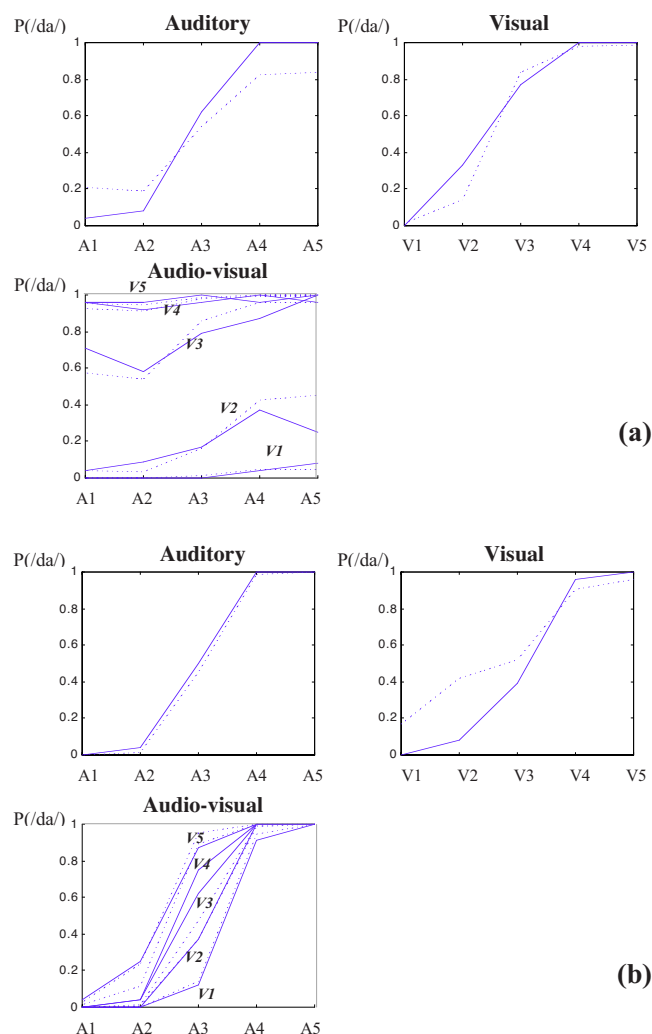 P(/da/) Auditory P(/da/) Visual
1 1
0.8 0.8
0.6 0.6
0.4 0.4
0.2 0.2
0 0
A1 A2 A3 A4 A5 V1 V2 V3 V4 V5
Audio-visual
1 V5
V4
0.8
V3
0.6
0.4 V2
(a)
0.2 V1
0
A1 A2 A3 A4 A5
P(/da/) Auditory P(/da/) Visual
1 1
0.8 0.8
0.6 0.6
0.4 0.4
0.2 0.2
0 0
A1 A2 A3 A4 A5 V1 V2 V3 V4 V5
Audio-visual
1
V5
0.8 V4
0.6 V3
0.4
V2
0.2 (b)
V1
0
A1 A2 A3 A4 A5